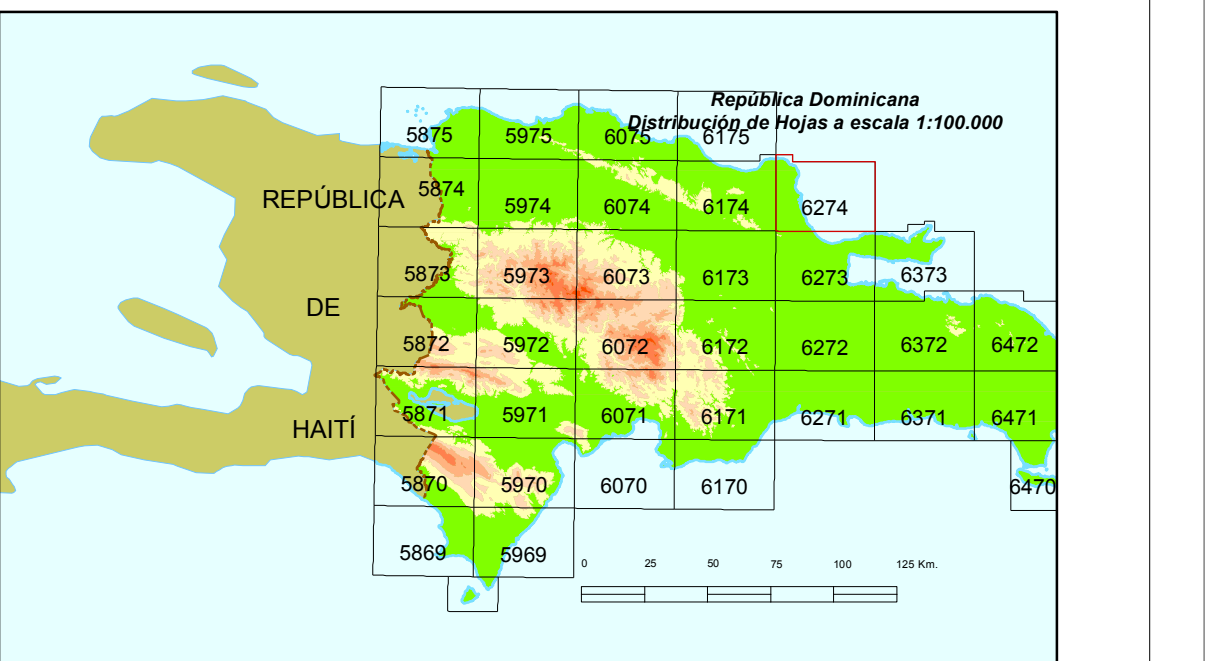 República Dominicana
Distribución de Hojas a escala 1:100.000
5875 5975 6075 6175
5874 5974 6074 6174 6274
REPÚBLICA
5873 5973 6073 6173 6273 6373
DE
5872 5972 6072 6172 6272 6372 6472
5871 5971 6071 6171 6271 6371 6471
HAITÍ
5870 5970 6070 6170 6470
5869 5969
0 25 50 75 100 125 Km.